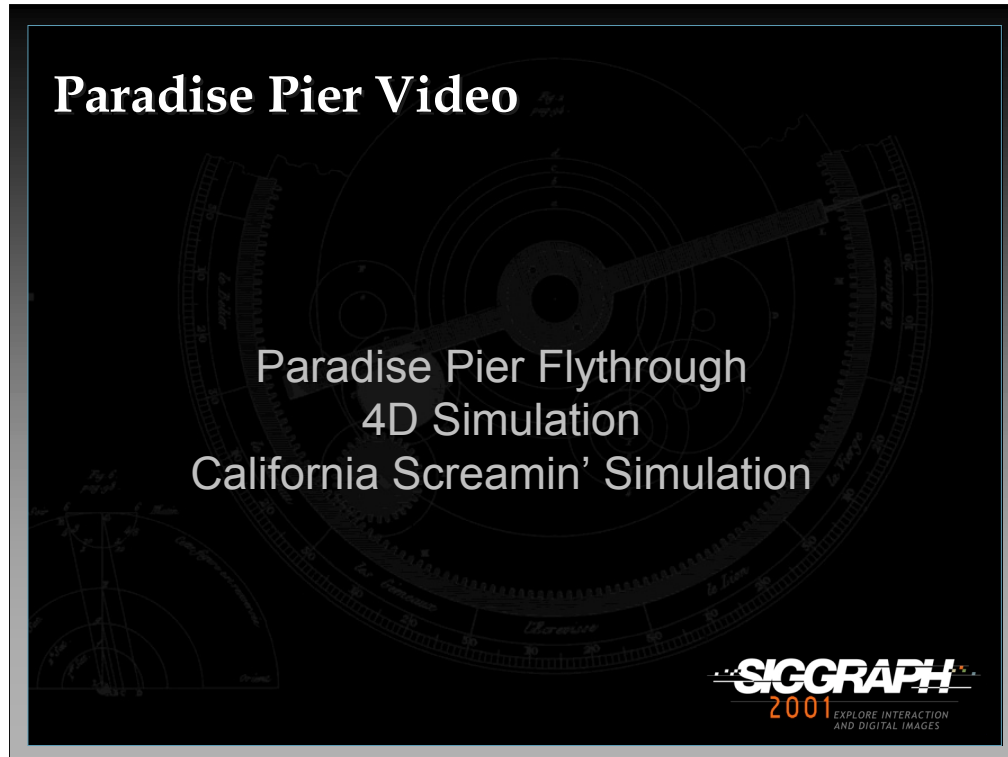 Paradise Pier Video
Paradise Pier Flythrough
4D Simulation
California Screamin’ Simulation
SIGGRAPH
2001 EXPLORE INTERACTION
AND DIGITAL IMAGES